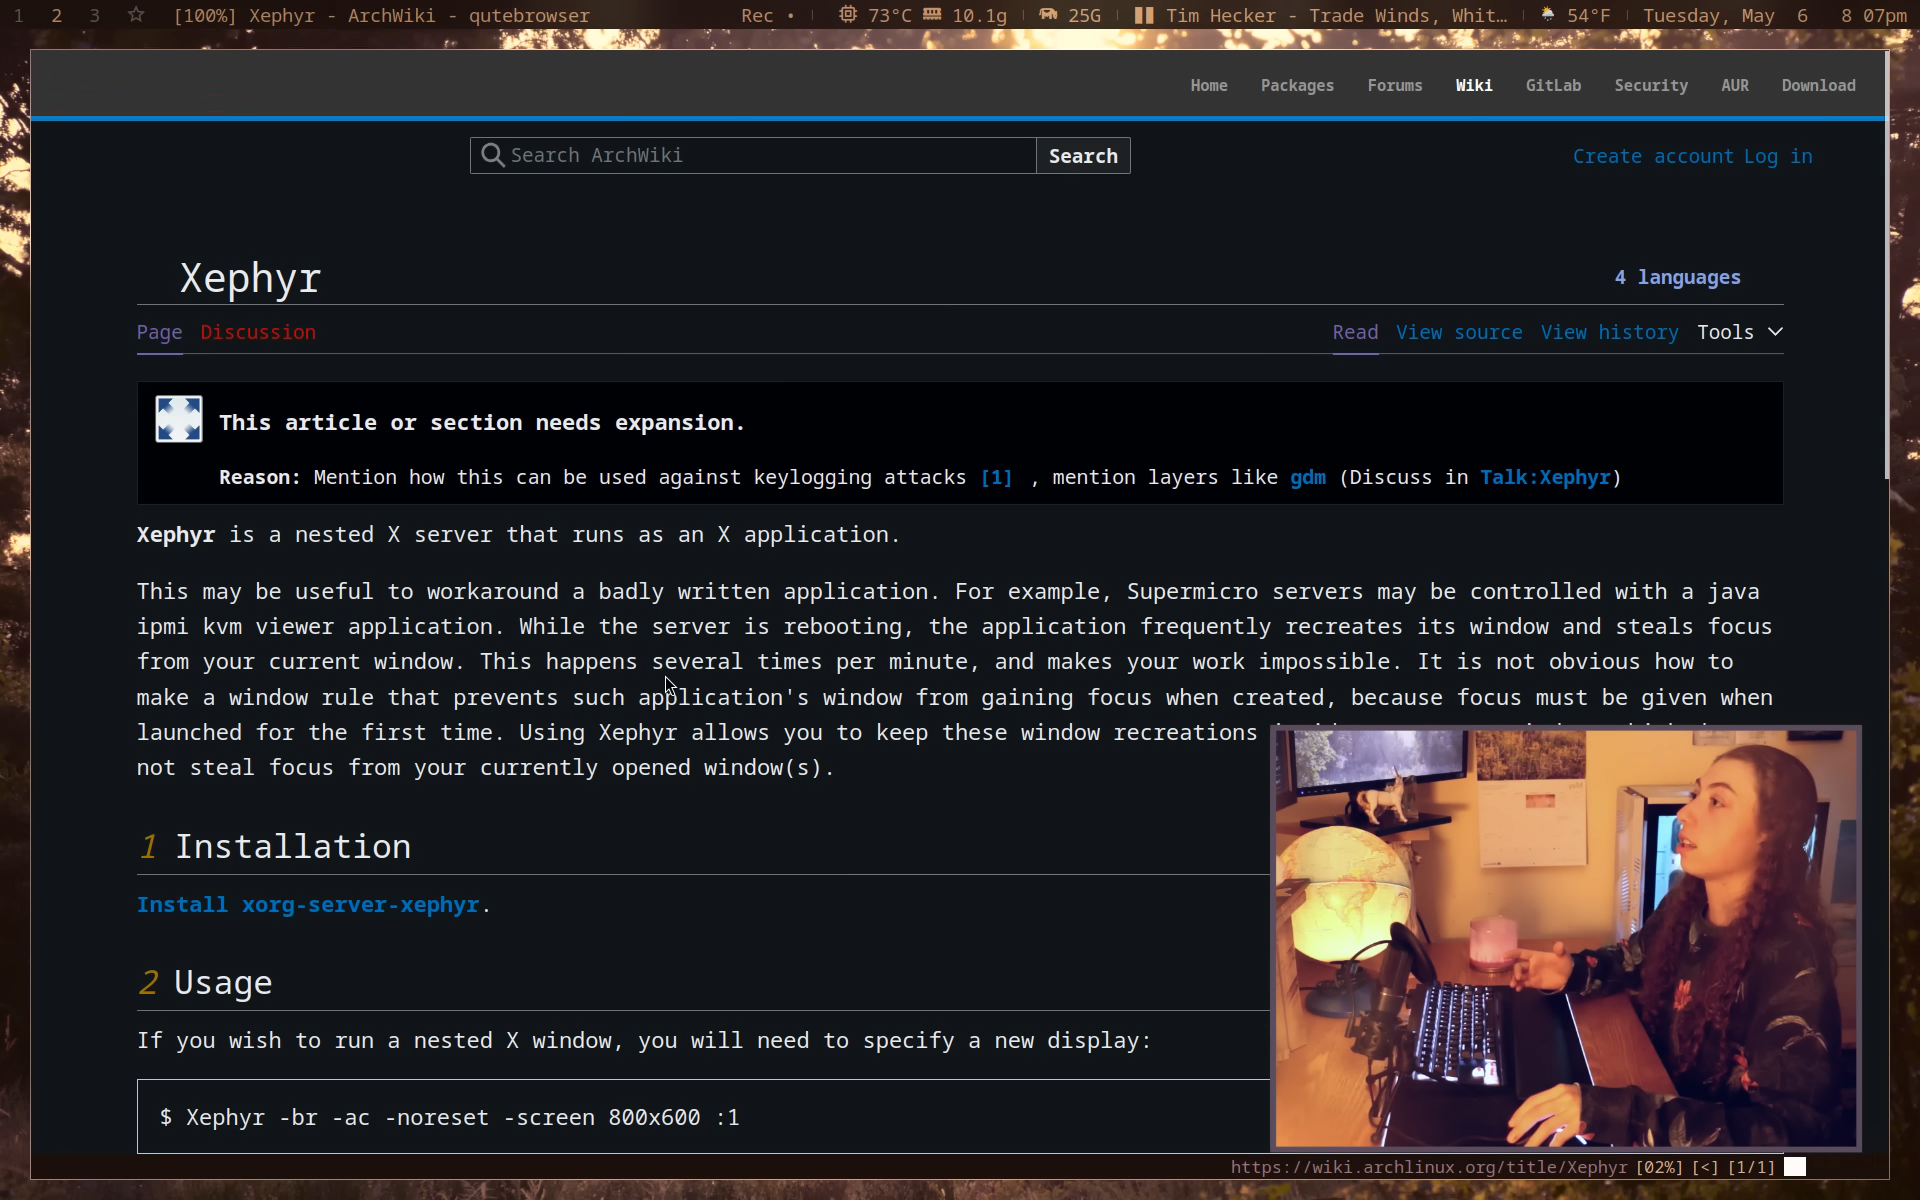 1 2 3 [100%] Xephyr - ArchWiki - qutebrowser Rec • 73°C 10.1g 25G Tim Hecker - Trade Winds, Whit… 54°F Tuesday, May 6 8 07pm
Home Packages Forums Wiki GitLab Security AUR Download
Search ArchWiki Search Create account Log in
Xephyr 4 languages
Page Discussion Read View source View history Tools
This article or section needs expansion.
Reason: Mention how this can be used against keylogging attacks [1] , mention layers like gdm (Discuss in Talk:Xephyr)
Xephyr is a nested X server that runs as an X application.
This may be useful to workaround a badly written application. For example, Supermicro servers may be controlled with a java
ipmi kvm viewer application. While the server is rebooting, the application frequently recreates its window and steals focus
from your current window. This happens several times per minute, and makes your work impossible. It is not obvious how to
make a window rule that prevents such application's window from gaining focus when created, because focus must be given when
launched for the first time. Using Xephyr allows you to keep these window recreations
not steal focus from your currently opened window(s).
1 Installation
Install xorg-server-xephyr.
2 Usage
If you wish to run a nested X window, you will need to specify a new display:
$ Xephyr -br -ac -noreset -screen 800x600 :1
https://wiki.archlinux.org/title/Xephyr [02%] [<] [1/1]